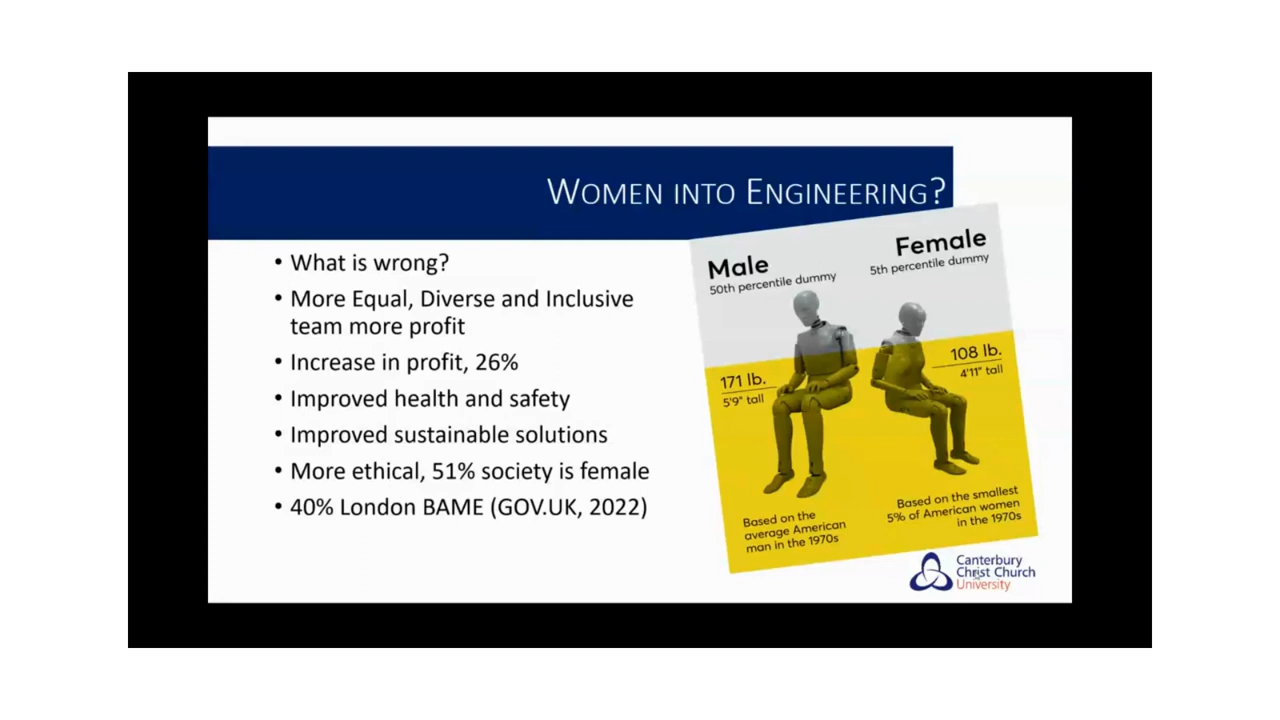 WOMEN INTO ENGINEERING?
• What is wrong?
• More Equal, Diverse and Inclusive
team more profit
• Increase in profit, 26%
• Improved health and safety
• Improved sustainable solutions
• More ethical, 51% society is female
• 40% London BAME (GOV.UK, 2022)
Male
50th percentile dummy
171 lb.
5'9" tall
Based on the
average American
man in the 1970s
Female
5th percentile dummy
108 lb.
4'11" tall
Based on the smallest
5% of American women
in the 1970s
Canterbury
Christ Church
University